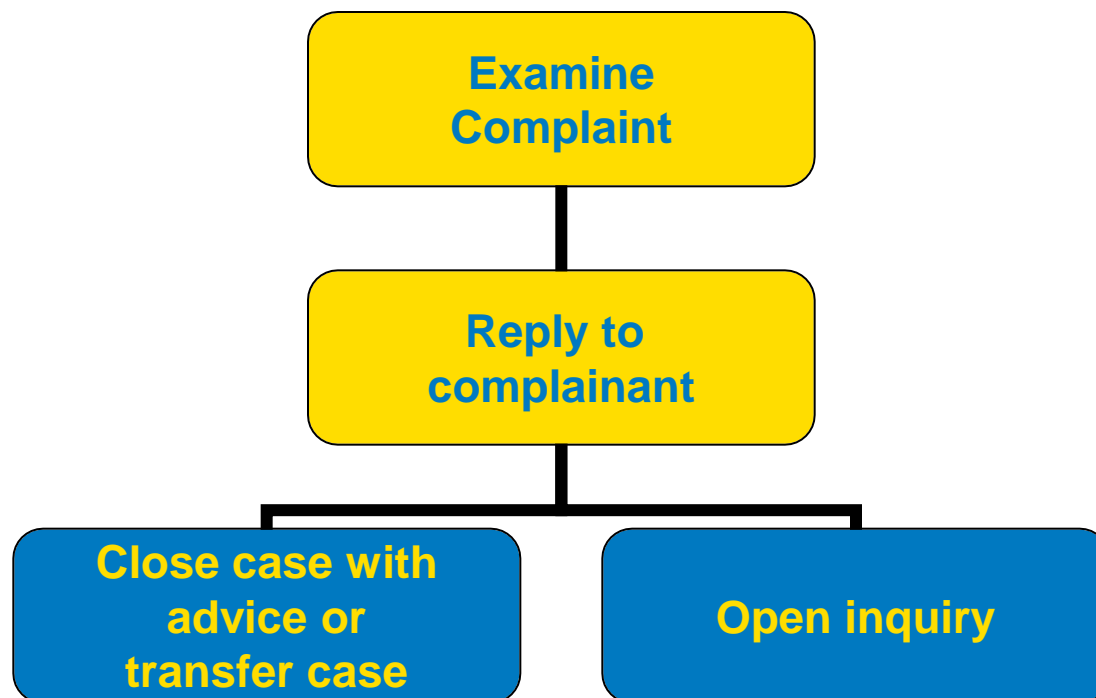 Examine
Complaint
Reply to
complainant
Close case with
advice or
transfer case
Open inquiry